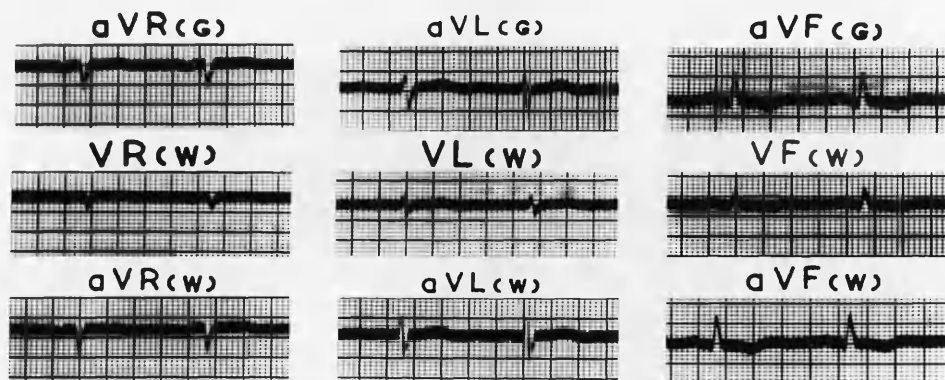 aVR(G) aVL(G) aVF(G)
VR(W) VL(W) VF(W)
aVR(W) aVL(W) aVF(W)